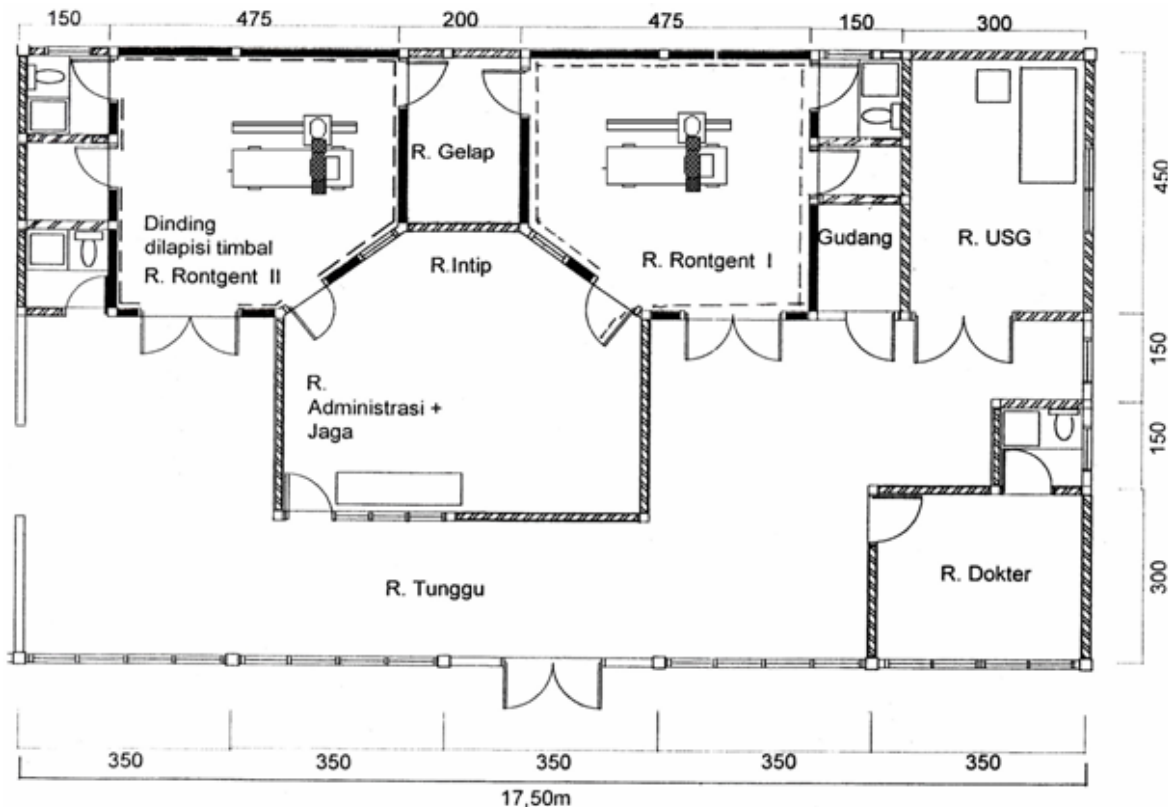 150
475
200
475
150
300
R. Gelap
Dinding
dilapisi timbal
R. Rontgent II
R.Intip
R. Rontgent I
Gudang
R. USG
450
150
150
300
R.
Administrasi +
Jaga
R. Tunggu
R. Dokter
350
350
350
350
350
17,50m